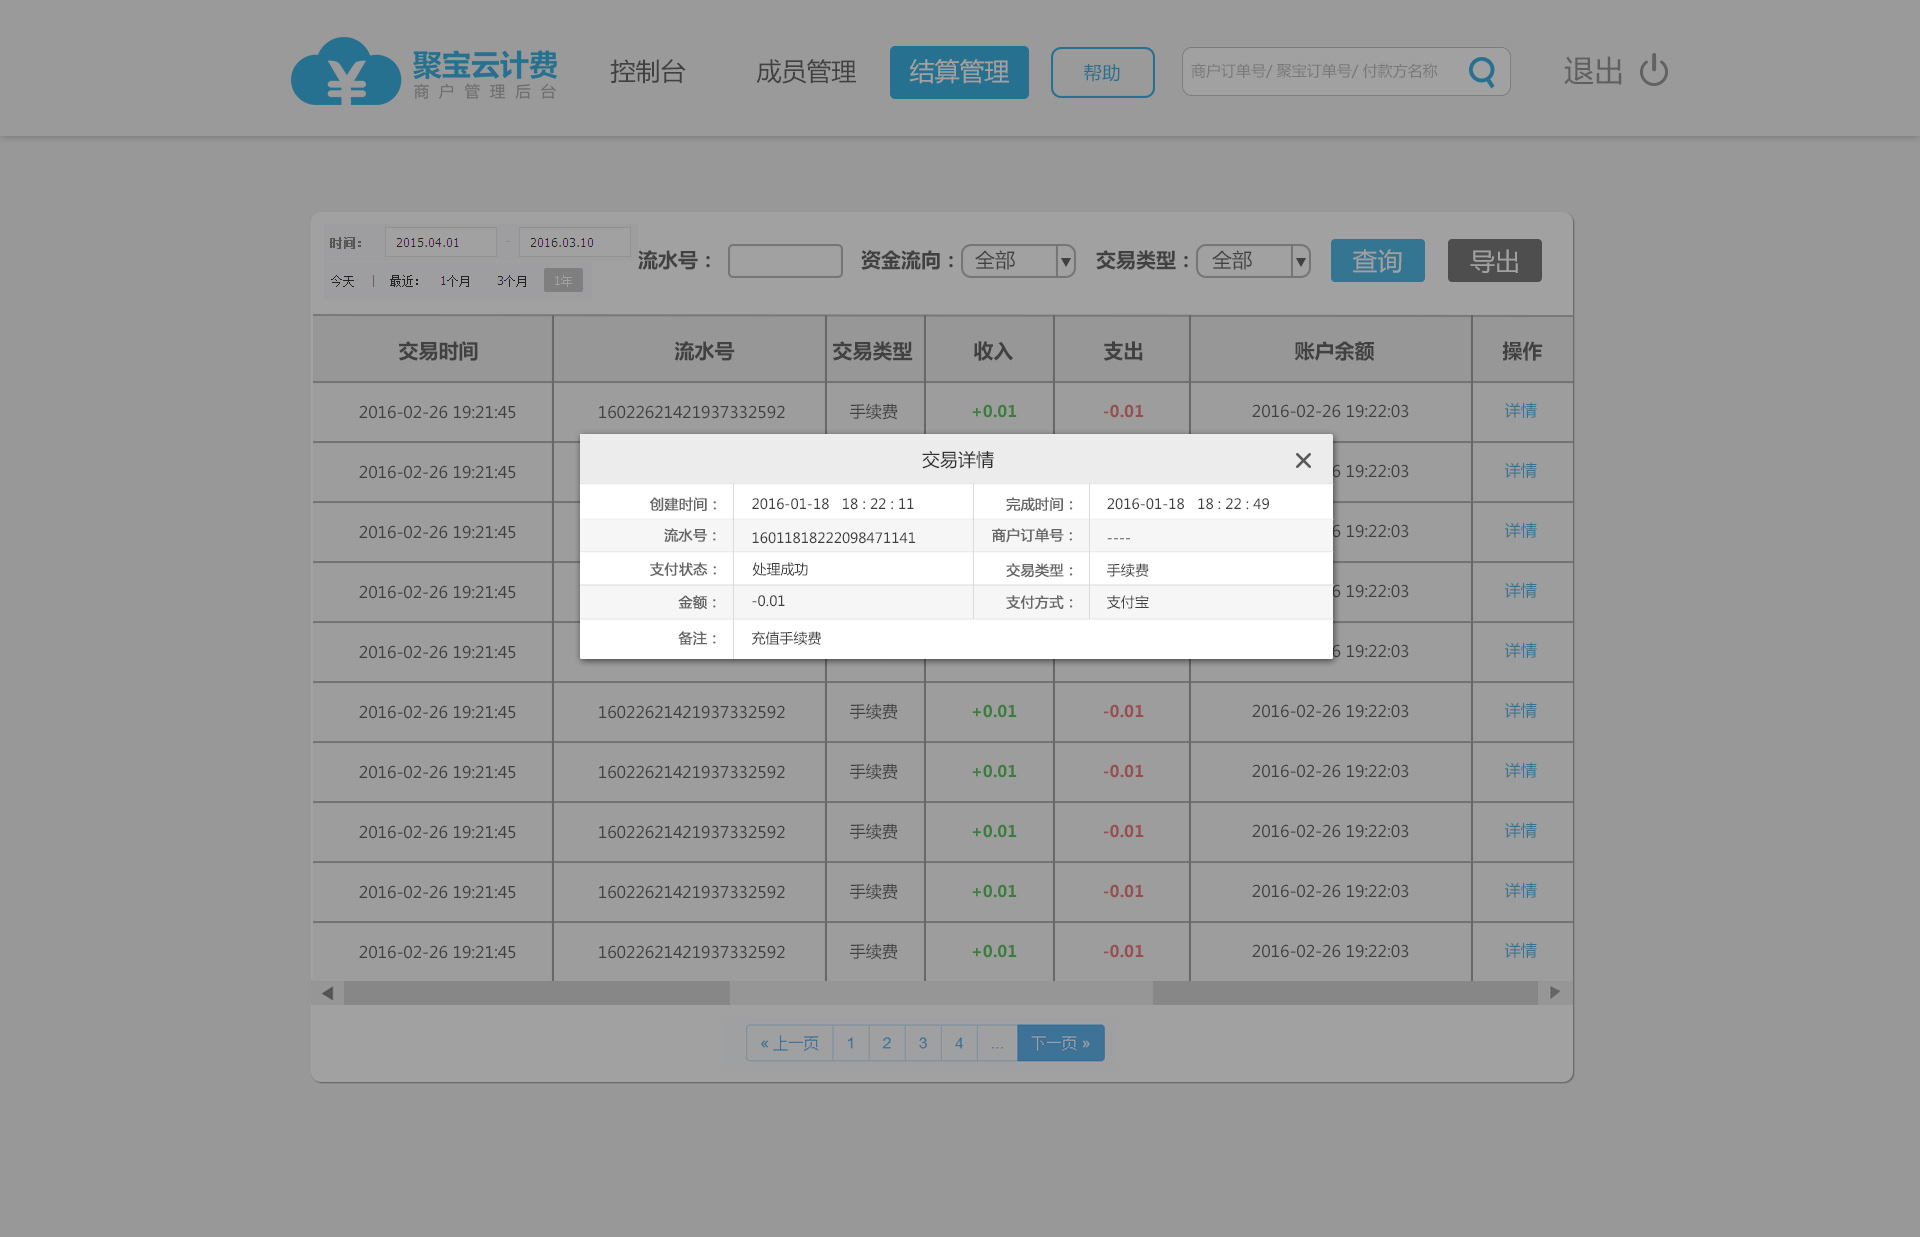 聚宝云计费
商户管理后台
控制台 成员管理 结算管理 帮助 商户订单号/ 聚宝订单号/ 付款方名称 退出
时间: 2015.04.01 - 2016.03.10
流水号: 资金流向: 全部 交易类型: 全部 查询 导出
今天 | 最近: 1个月 3个月 1年
交易时间 流水号 交易类型 收入 支出 账户余额 操作
2016-02-26 19:21:45 16022621421937332592 手续费 +0.01 -0.01 2016-02-26 19:22:03 详情
2016-02-26 19:21:45 6 19:22:03 详情
2016-02-26 19:21:45 6 19:22:03 详情
2016-02-26 19:21:45 6 19:22:03 详情
2016-02-26 19:21:45 6 19:22:03 详情
交易详情
创建时间: 2016-01-18 18 : 22 : 11 完成时间: 2016-01-18 18 : 22 : 49
流水号: 16011818222098471141 商户订单号: ----
支付状态: 处理成功 交易类型: 手续费
金额: -0.01 支付方式: 支付宝
备注: 充值手续费
2016-02-26 19:21:45 16022621421937332592 手续费 +0.01 -0.01 2016-02-26 19:22:03 详情
2016-02-26 19:21:45 16022621421937332592 手续费 +0.01 -0.01 2016-02-26 19:22:03 详情
2016-02-26 19:21:45 16022621421937332592 手续费 +0.01 -0.01 2016-02-26 19:22:03 详情
2016-02-26 19:21:45 16022621421937332592 手续费 +0.01 -0.01 2016-02-26 19:22:03 详情
2016-02-26 19:21:45 16022621421937332592 手续费 +0.01 -0.01 2016-02-26 19:22:03 详情
« 上一页 1 2 3 4 ... 下一页 »